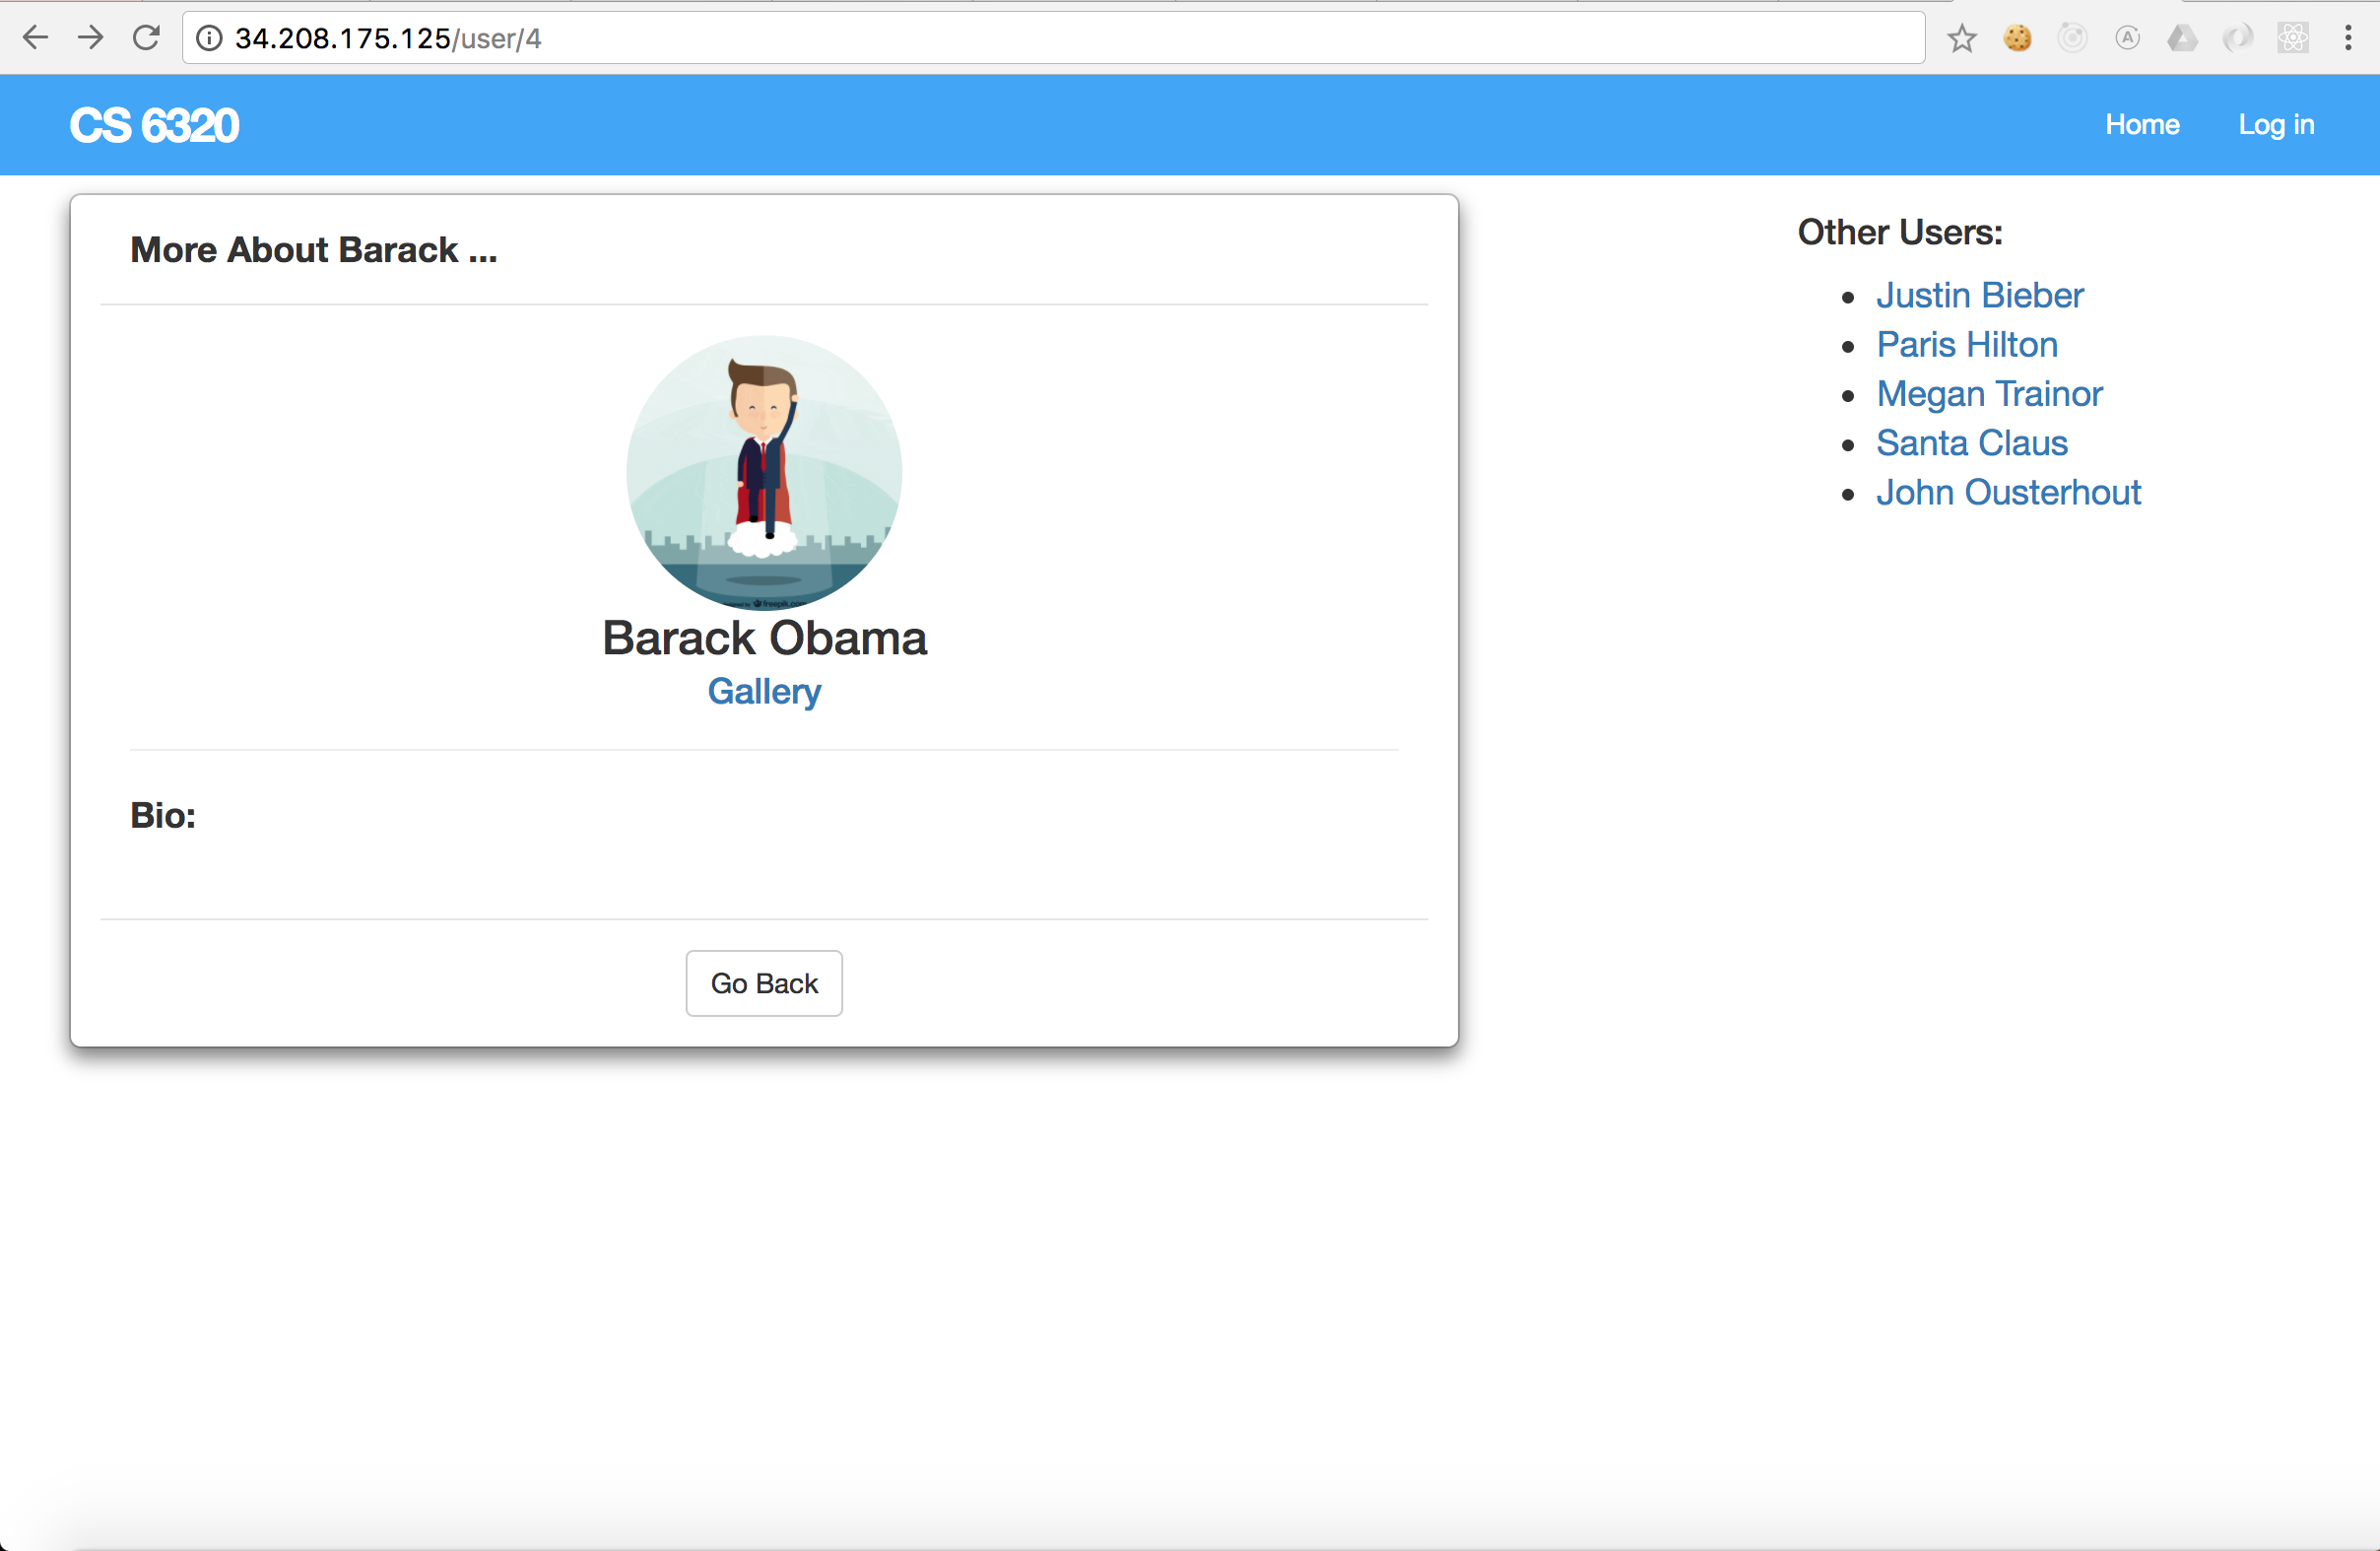 34.208.175.125/user/4
CS 6320
Home
Log in
More About Barack ...
Barack Obama
Gallery
Bio:
Go Back
Other Users:
Justin Bieber
Paris Hilton
Megan Trainor
Santa Claus
John Ousterhout